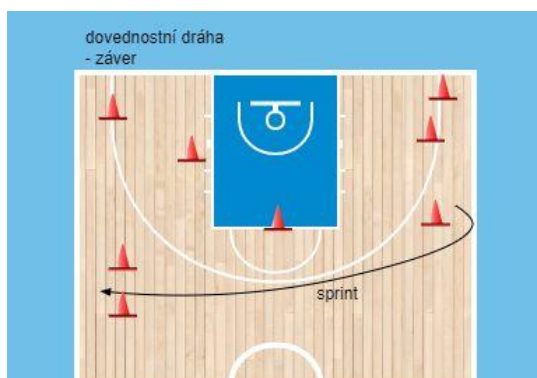 dovednostní dráha
- záver
sprint